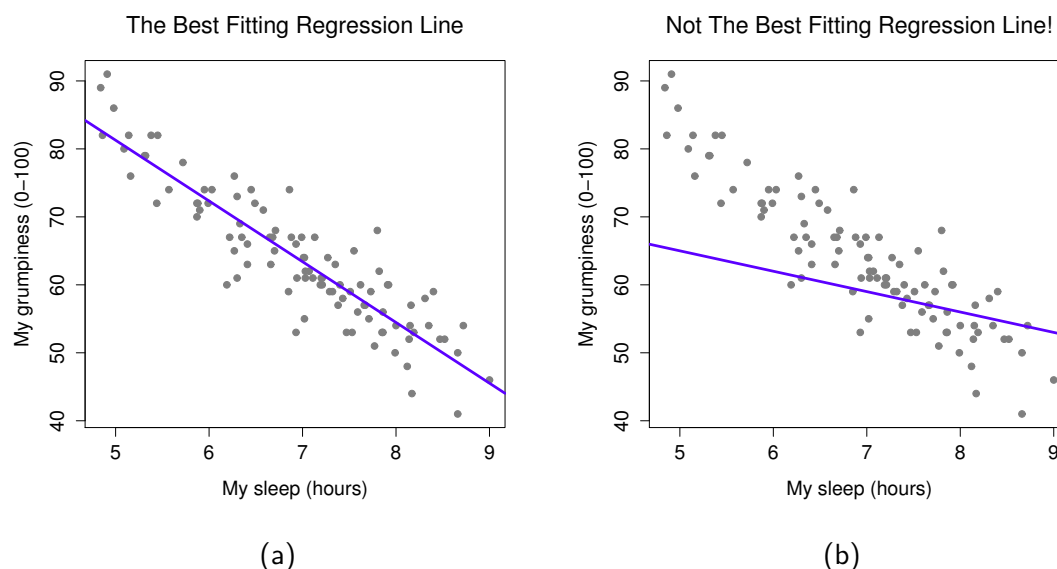 The Best Fitting Regression Line
90
80
70
60
50
40
My grumpiness (0−100)
5 6 7 8 9
My sleep (hours)
(a)
Not The Best Fitting Regression Line!
90
80
70
60
50
40
My grumpiness (0−100)
5 6 7 8 9
My sleep (hours)
(b)